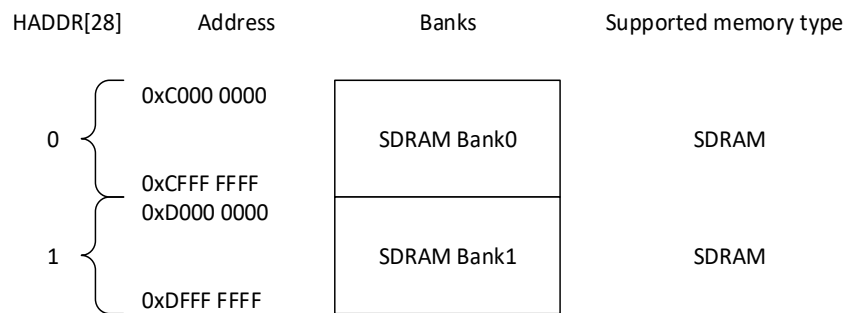 HADDR[28] Address Banks Supported memory type
0xC000 0000
0 SDRAM Bank0 SDRAM
0xCFFF FFFF
0xD000 0000
1 SDRAM Bank1 SDRAM
0xDFFF FFFF